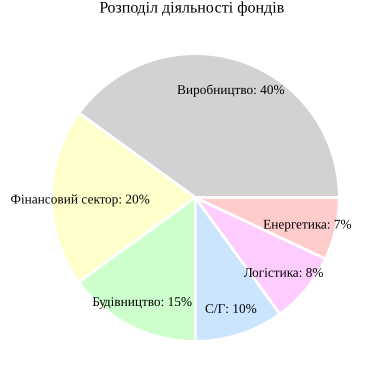 Розподіл діяльності фондів
Виробництво: 40%
Фінансовий сектор: 20%
Енергетика: 7%
Логістика: 8%
Будівництво: 15%
С/Г: 10%